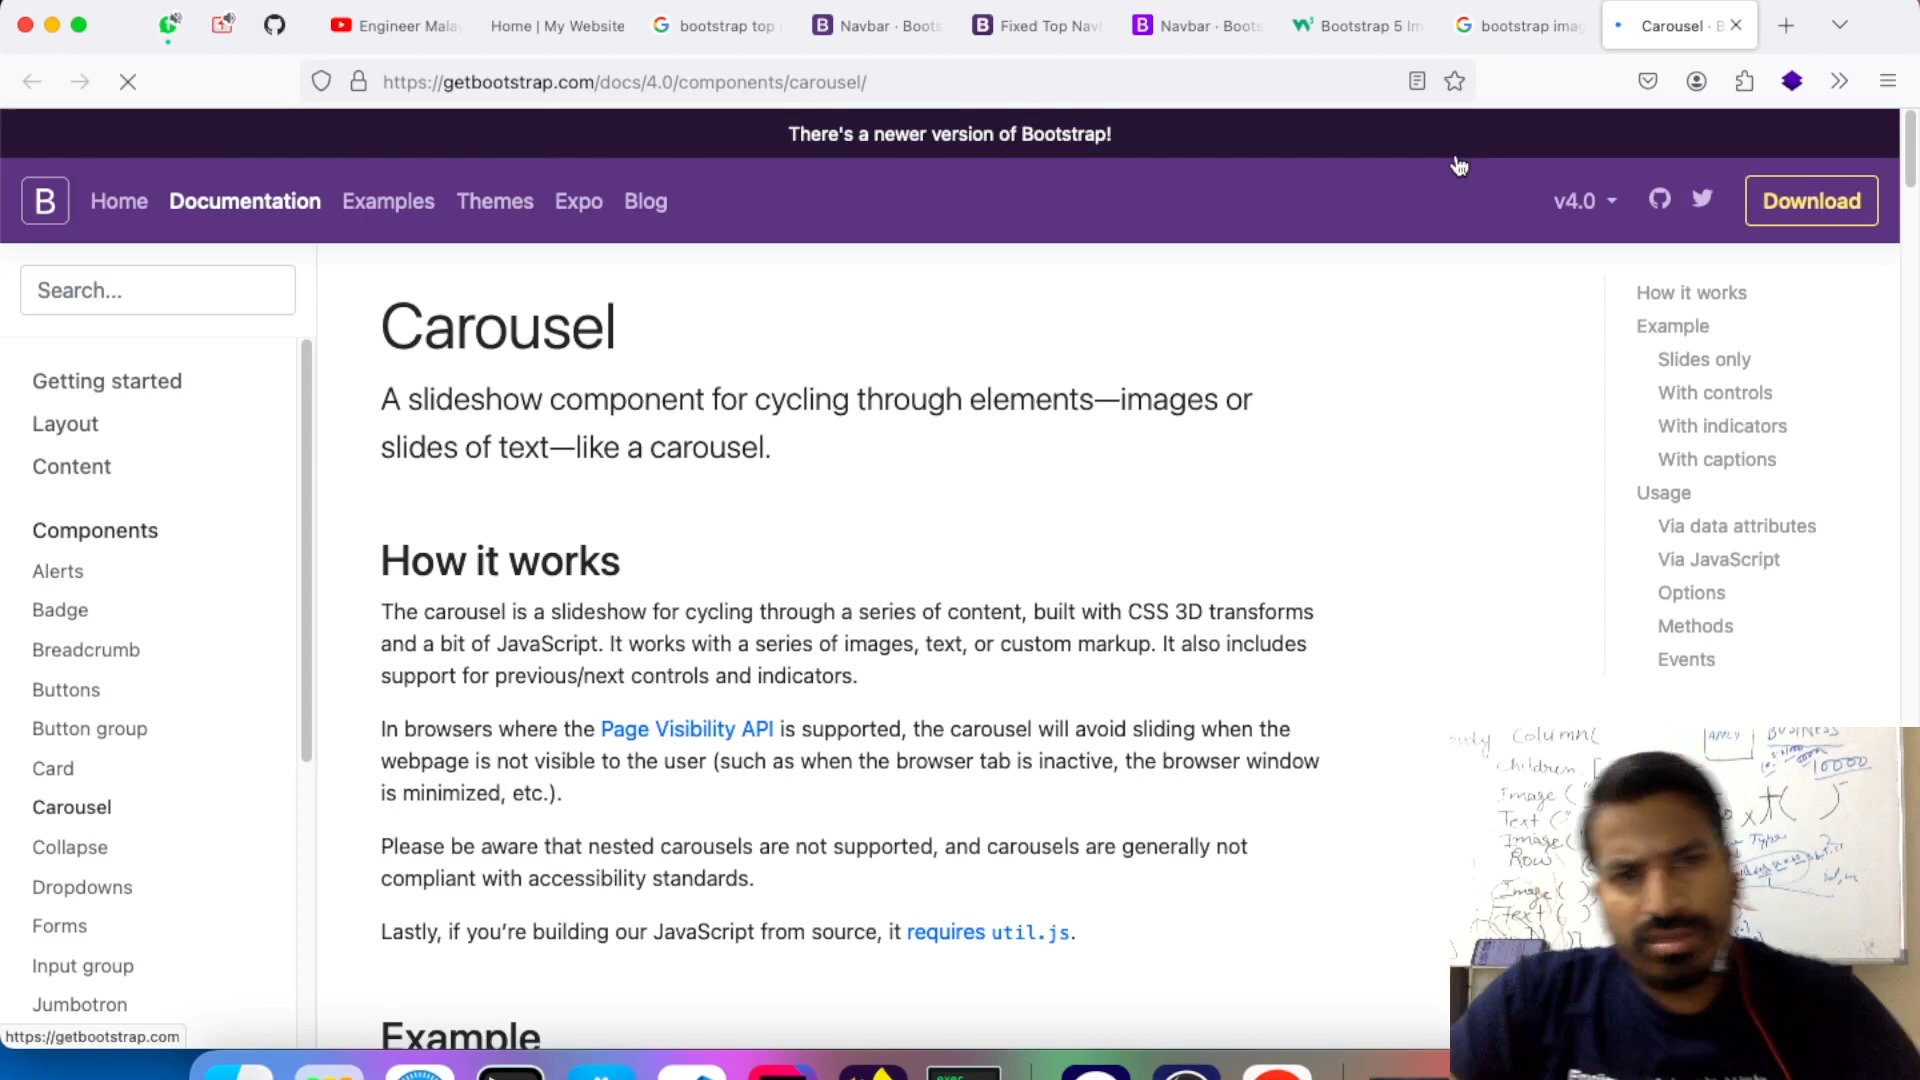 Engineer Mala
Home | My Website
bootstrap top
Navbar · Boots
Fixed Top Nav
Navbar · Boots
Bootstrap 5 Im
bootstrap imag
Carousel · B
https://getbootstrap.com/docs/4.0/components/carousel/
There's a newer version of Bootstrap!
B
Home
Documentation
Examples
Themes
Expo
Blog
v4.0
Download
Search...
Getting started
Layout
Content
Components
Alerts
Badge
Breadcrumb
Buttons
Button group
Card
Carousel
Collapse
Dropdowns
Forms
Input group
Jumbotron
https://getbootstrap.com
Carousel
A slideshow component for cycling through elements—images or
slides of text—like a carousel.
How it works
The carousel is a slideshow for cycling through a series of content, built with CSS 3D transforms
and a bit of JavaScript. It works with a series of images, text, or custom markup. It also includes
support for previous/next controls and indicators.
In browsers where the Page Visibility API is supported, the carousel will avoid sliding when the
webpage is not visible to the user (such as when the browser tab is inactive, the browser window
is minimized, etc.).
Please be aware that nested carousels are not supported, and carousels are generally not
compliant with accessibility standards.
Lastly, if you're building our JavaScript from source, it requires util.js.
Example
How it works
Example
Slides only
With controls
With indicators
With captions
Usage
Via data attributes
Via JavaScript
Options
Methods
Events
Column(
Children [
Image (
Text ("
Image(
Row
Image ( )
Text ( )
APPLY
BUSINESS
10000
Type
exec